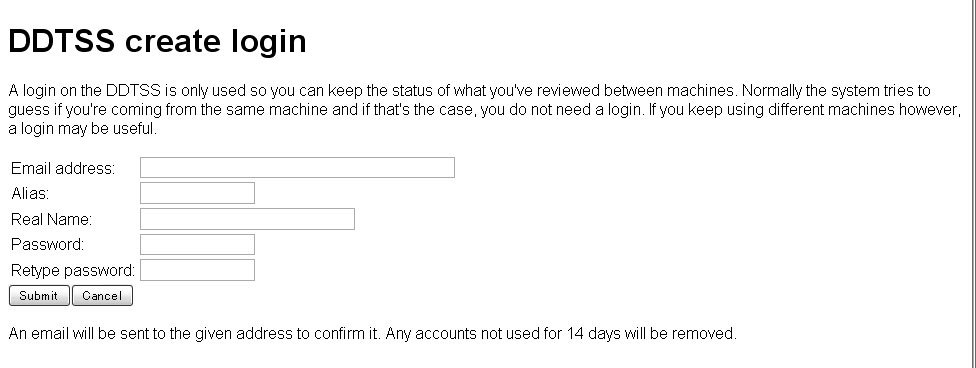 DDTSS create login
A login on the DDTSS is only used so you can keep the status of what you've reviewed between machines. Normally the system tries to
guess if you're coming from the same machine and if that's the case, you do not need a login. If you keep using different machines however,
a login may be useful.
Email address:
Alias:
Real Name:
Password:
Retype password:
Submit Cancel
An email will be sent to the given address to confirm it. Any accounts not used for 14 days will be removed.